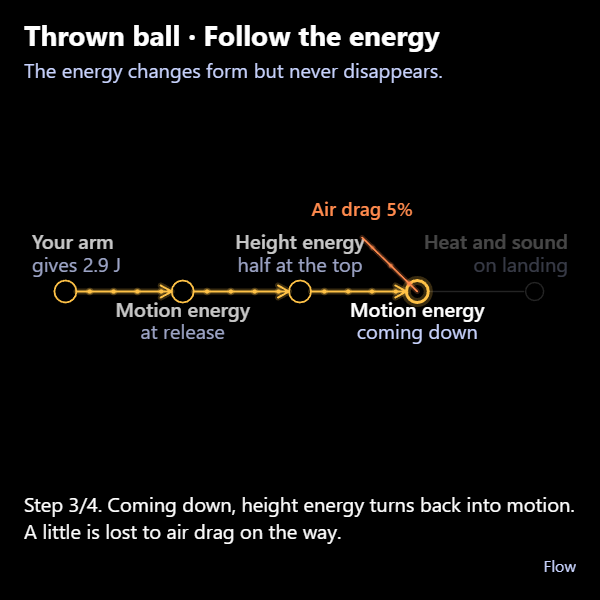 Thrown ball · Follow the energy
The energy changes form but never disappears.
Air drag 5%
Your arm
gives 2.9 J
Height energy
half at the top
Heat and sound
on landing
Motion energy
at release
Motion energy
coming down
Step 3/4. Coming down, height energy turns back into motion.
A little is lost to air drag on the way.
Flow